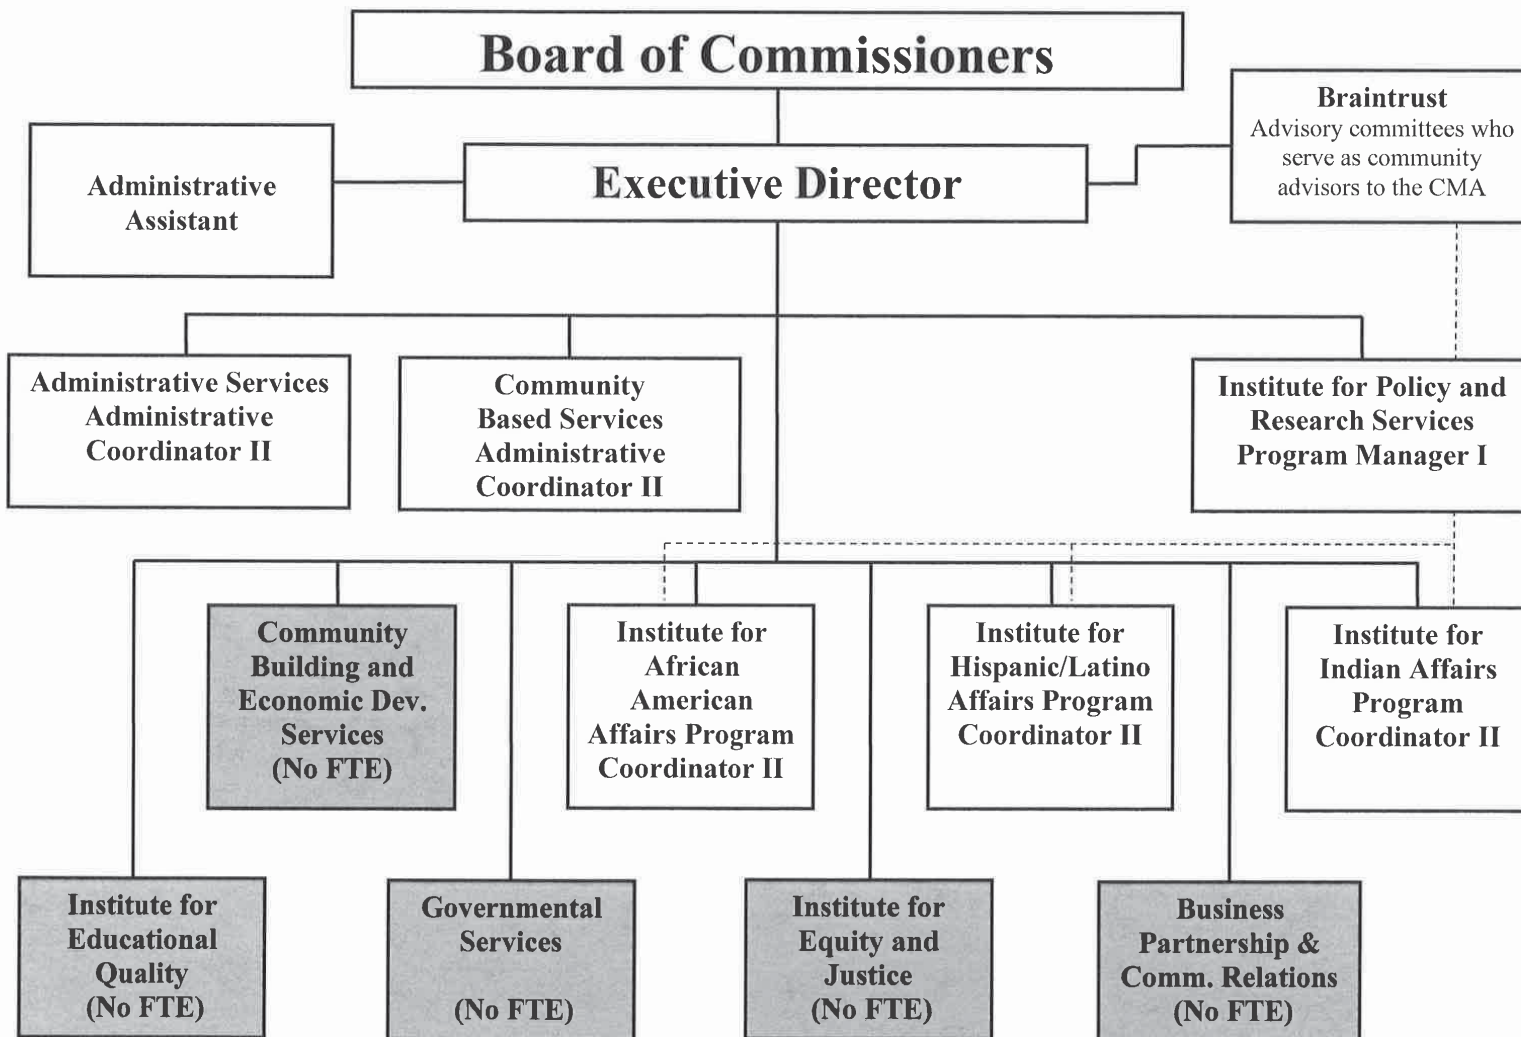 Board of Commissioners
Braintrust
Advisory committees who
serve as community
advisors to the CMA
Administrative
Assistant
Executive Director
Administrative Services
Administrative
Coordinator II
Community
Based Services
Administrative
Coordinator II
Institute for Policy and
Research Services
Program Manager I
Community
Building and
Economic Dev.
Services
(No FTE)
Institute for
African
American
Affairs Program
Coordinator II
Institute for
Hispanic/Latino
Affairs Program
Coordinator II
Institute for
Indian Affairs
Program
Coordinator II
Institute for
Educational
Quality
(No FTE)
Governmental
Services
(No FTE)
Institute for
Equity and
Justice
(No FTE)
Business
Partnership &
Comm. Relations
(No FTE)